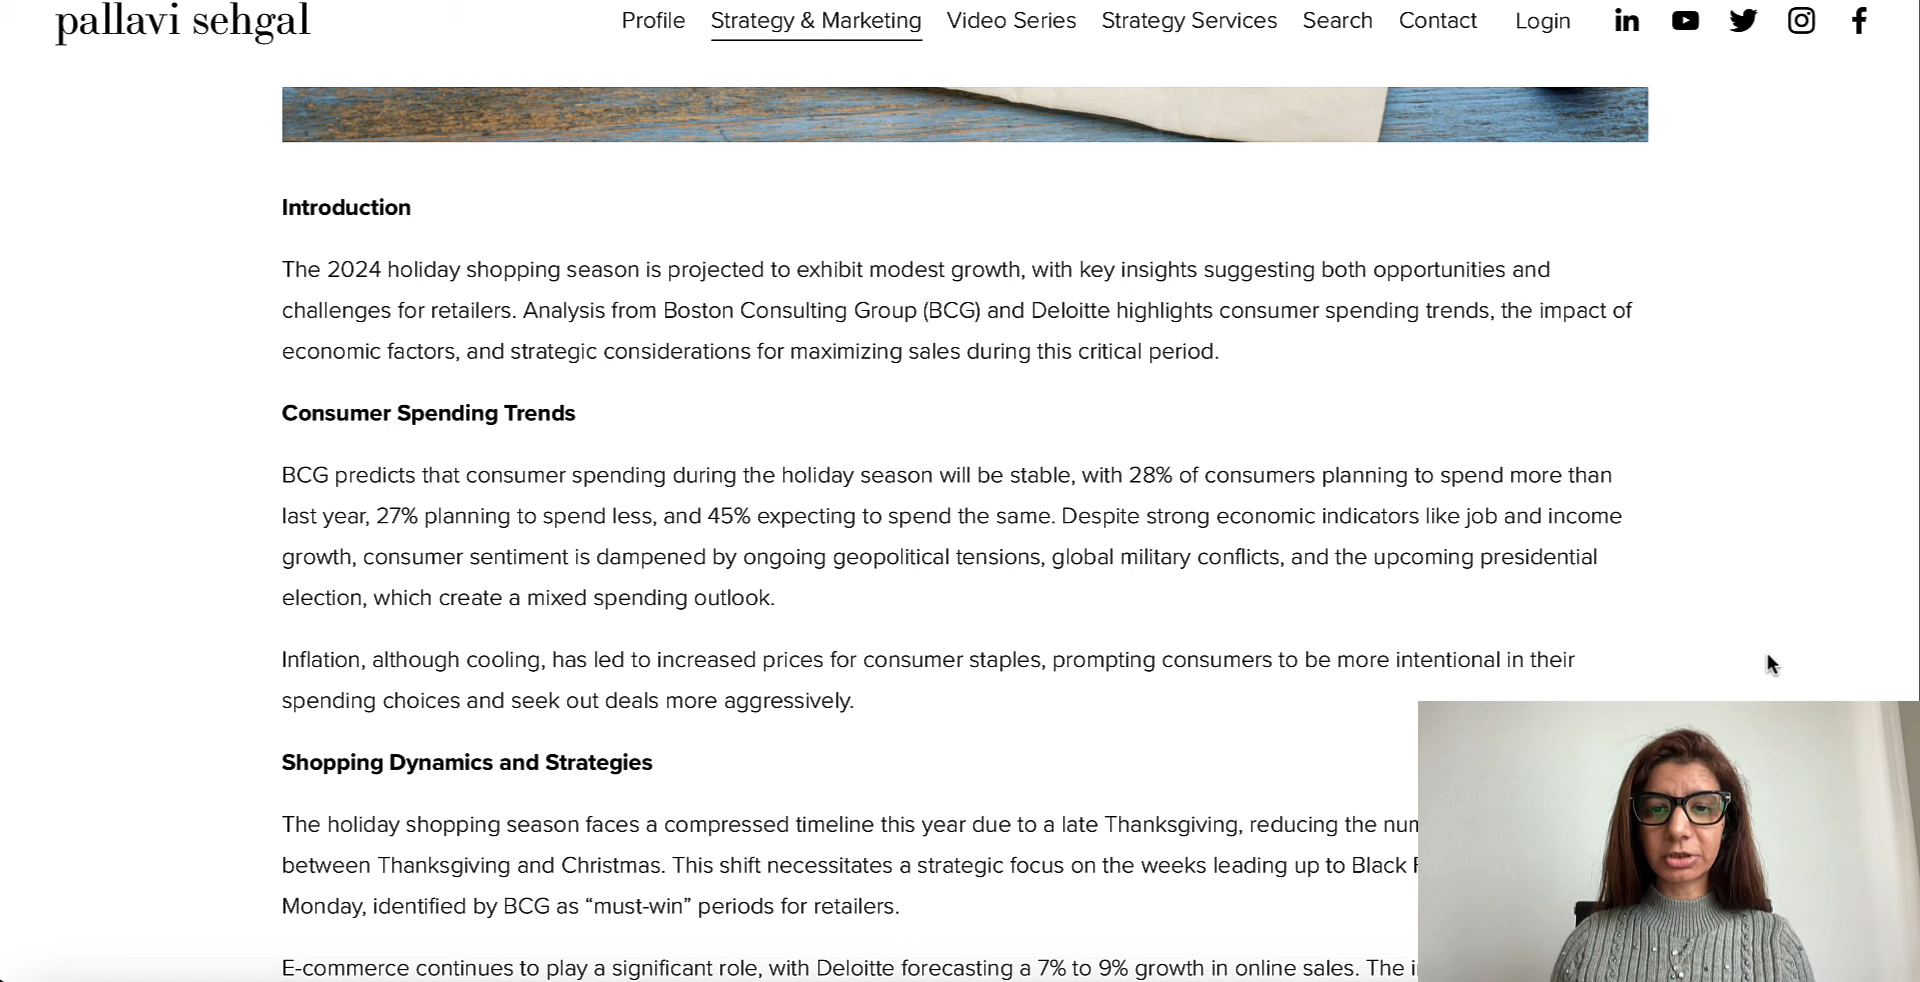 pallavi sehgal
Profile Strategy & Marketing Video Series Strategy Services Search Contact Login
Introduction
The 2024 holiday shopping season is projected to exhibit modest growth, with key insights suggesting both opportunities and
challenges for retailers. Analysis from Boston Consulting Group (BCG) and Deloitte highlights consumer spending trends, the impact of
economic factors, and strategic considerations for maximizing sales during this critical period.
Consumer Spending Trends
BCG predicts that consumer spending during the holiday season will be stable, with 28% of consumers planning to spend more than
last year, 27% planning to spend less, and 45% expecting to spend the same. Despite strong economic indicators like job and income
growth, consumer sentiment is dampened by ongoing geopolitical tensions, global military conflicts, and the upcoming presidential
election, which create a mixed spending outlook.
Inflation, although cooling, has led to increased prices for consumer staples, prompting consumers to be more intentional in their
spending choices and seek out deals more aggressively.
Shopping Dynamics and Strategies
The holiday shopping season faces a compressed timeline this year due to a late Thanksgiving, reducing the
between Thanksgiving and Christmas. This shift necessitates a strategic focus on the weeks leading up to Black
Monday, identified by BCG as “must-win” periods for retailers.
E-commerce continues to play a significant role, with Deloitte forecasting a 7% to 9% growth in online sales. The